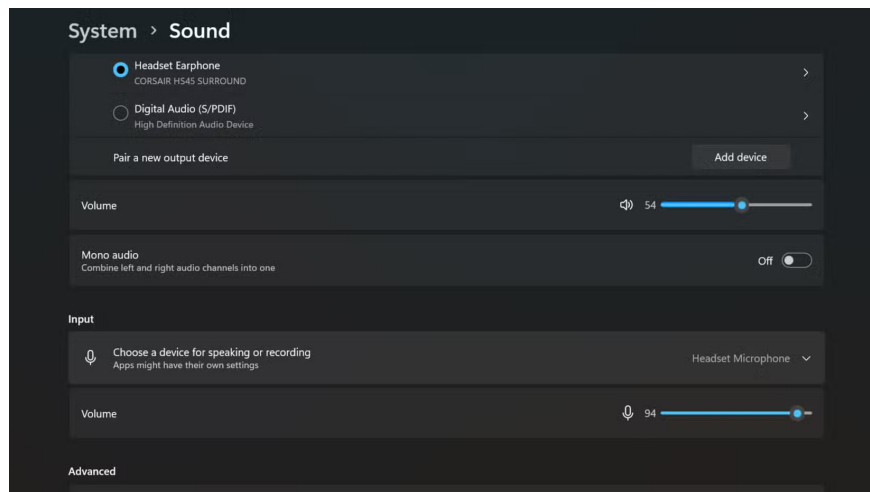 System > Sound
Headset Earphone
CORSAIR HS45 SURROUND
Digital Audio (S/PDIF)
High Definition Audio Device
Pair a new output device
Add device
Volume
54
Mono audio
Combine left and right audio channels into one
Off
Input
Choose a device for speaking or recording
Apps might have their own settings
Headset Microphone
Volume
94
Advanced